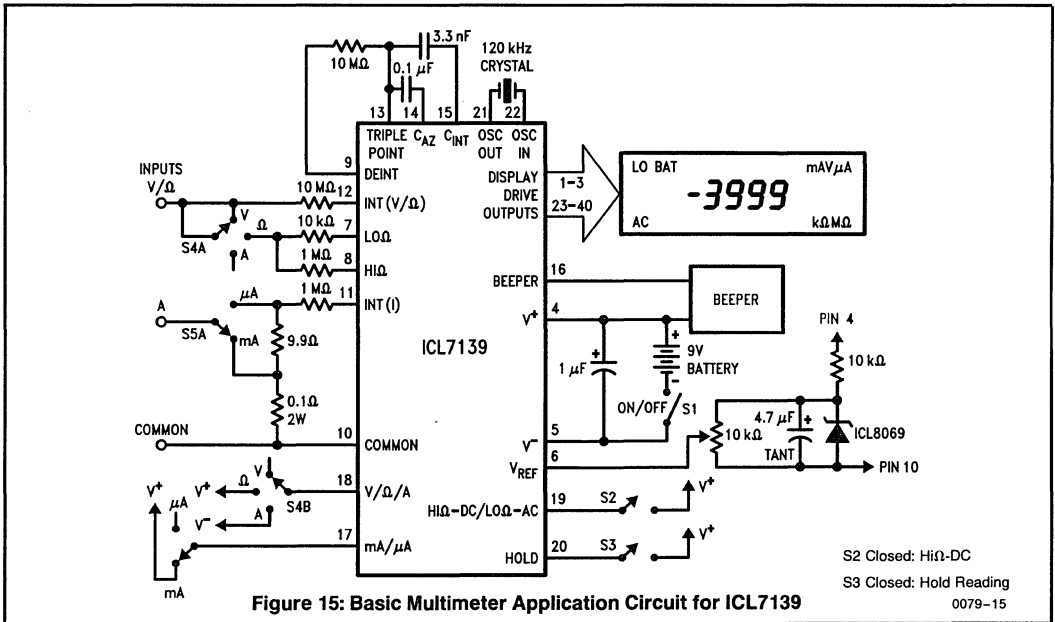 3.3 nF
10 MΩ
0.1 μF
120 kHz
CRYSTAL
13
14
15
21
22
TRIPLE
POINT
C_AZ
C_INT
OSC
OUT
OSC
IN
9
DEINT
INPUTS
V/Ω
10 MΩ
12
INT (V/Ω)
V
Ω
S4A
A
10 kΩ
7
LOΩ
1 MΩ
8
HIΩ
1 MΩ
11
INT (I)
μA
A
S5A
mA
9.9Ω
0.1Ω
2W
COMMON
10
COMMON
V
V⁺
Ω
S4B
V⁻
A
18
V/Ω/A
V⁺
μA
mA
17
mA/μA
ICL7139
DISPLAY
DRIVE
OUTPUTS
1-3
23-40
LO BAT
mAVμA
-3999
AC
kΩMΩ
BEEPER
16
BEEPER
V⁺
4
+
1 μF
+
9V
BATTERY
-
ON/OFF
S1
V⁻
5
6
V_REF
PIN 4
10 kΩ
4.7 μF
+
10 kΩ
TANT
ICL8069
PIN 10
HIΩ-DC/LOΩ-AC
19
S2
V⁺
HOLD
20
S3
V⁺
S2 Closed: HiΩ-DC
S3 Closed: Hold Reading
0079-15
Figure 15: Basic Multimeter Application Circuit for ICL7139